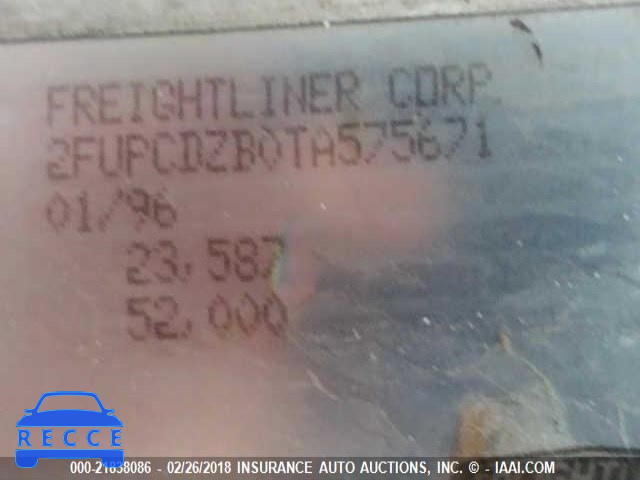 FREIGHTLINER CORP.
2FUPCDZB0TA575671
01/96
23,587
52,000
RECCE
000-21838086 - 02/26/2018 INSURANCE AUTO AUCTIONS, INC. © - IAAI.COM